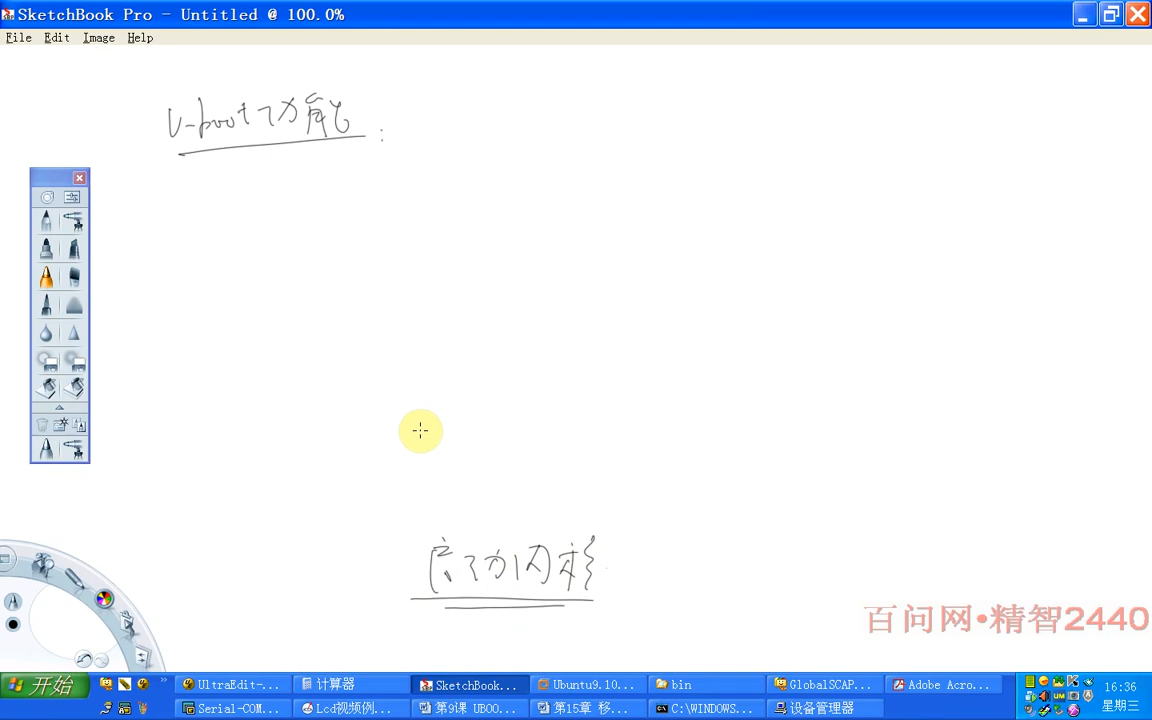 SketchBook Pro - Untitled @ 100.0%
File Edit Image Help
U-boot功能:
启动内核
百问网•精智2440
开始 UltraEdit-... 计算器 SketchBook... Ubuntu9.10... bin GlobalSCAP... Adobe Acro... 16:36
Serial-COM... Lcd视频例... 第9课 UBOO... 第15章 移... C:\WINDOWS... 设备管理器 星期三